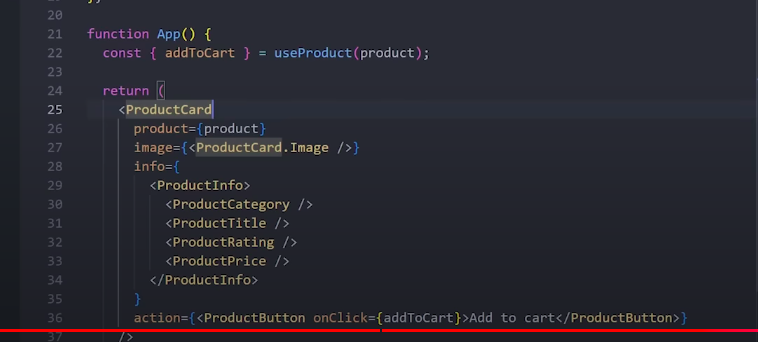 20
21 function App() {
22 const { addToCart } = useProduct(product);
23
24 return (
25 <ProductCard
26 product={product}
27 image={<ProductCard.Image />}
28 info={
29 <ProductInfo>
30 <ProductCategory />
31 <ProductTitle />
32 <ProductRating />
33 <ProductPrice />
34 </ProductInfo>
35 }
36 action={<ProductButton onClick={addToCart}>Add to cart</ProductButton>}
37 />